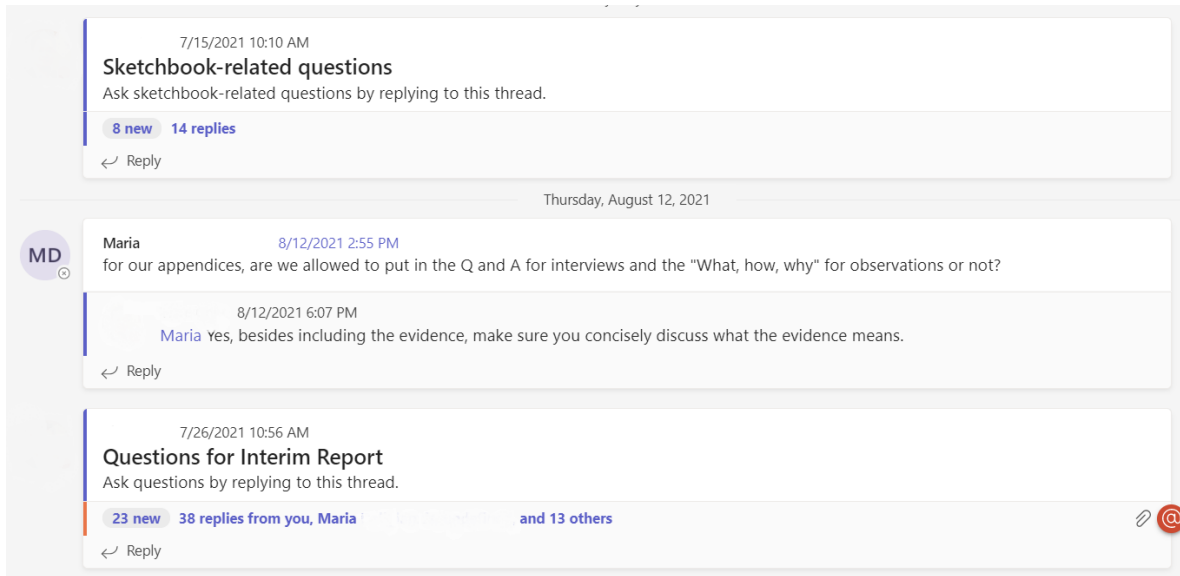 7/15/2021 10:10 AM
Sketchbook-related questions
Ask sketchbook-related questions by replying to this thread.
8 new 14 replies
Reply
Thursday, August 12, 2021
MD
Maria 8/12/2021 2:55 PM
for our appendices, are we allowed to put in the Q and A for interviews and the "What, how, why" for observations or not?
8/12/2021 6:07 PM
Maria Yes, besides including the evidence, make sure you concisely discuss what the evidence means.
Reply
7/26/2021 10:56 AM
Questions for Interim Report
Ask questions by replying to this thread.
23 new 38 replies from you, Maria and 13 others
@
Reply